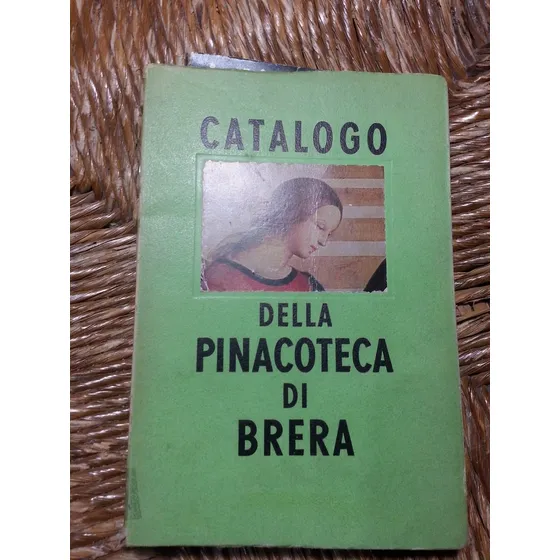 CATALOGO
DELLA
PINACOTECA
DI
BRERA